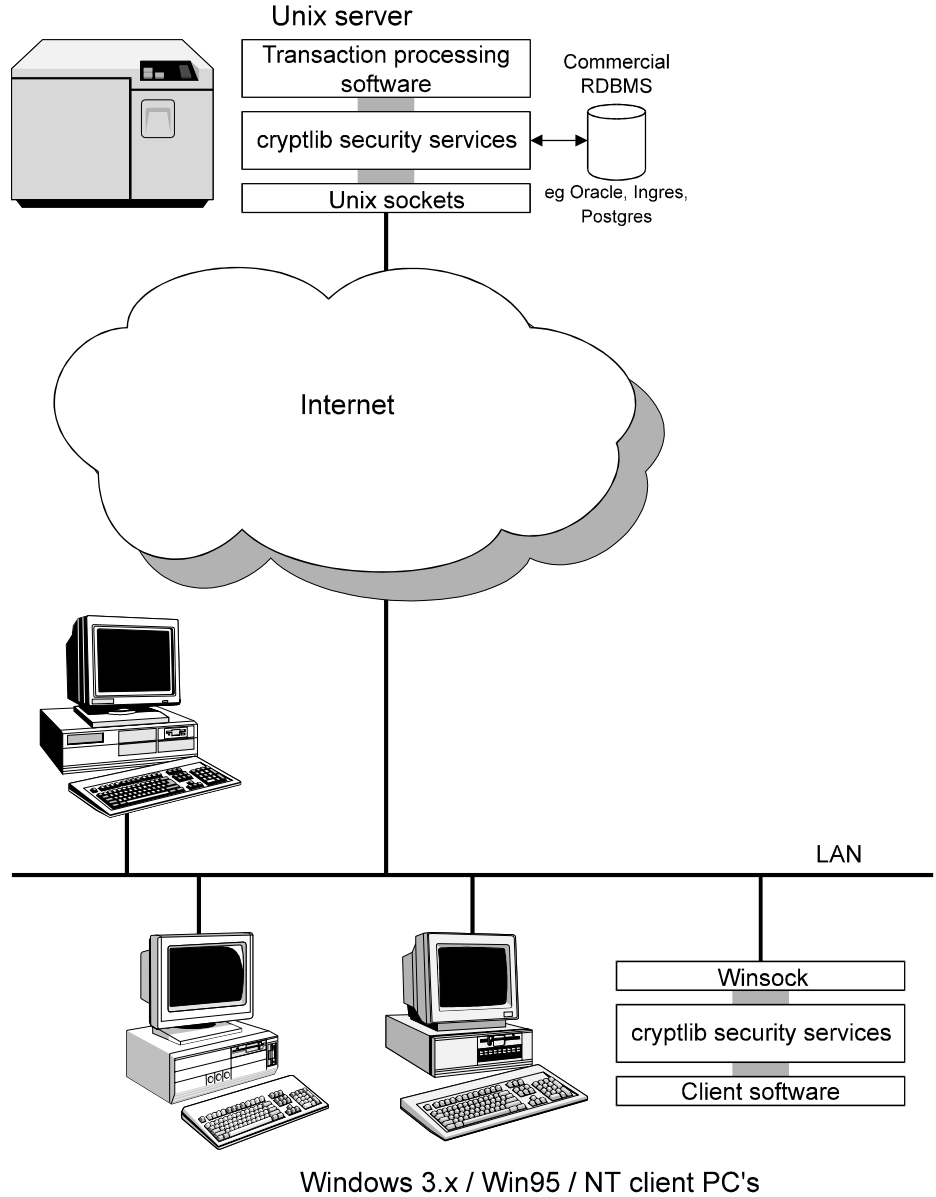 Unix server
Transaction processing
software
Commercial
RDBMS
cryptlib security services
eg Oracle, Ingres,
Postgres
Unix sockets
Internet
LAN
Winsock
cryptlib security services
Client software
Windows 3.x / Win95 / NT client PC's